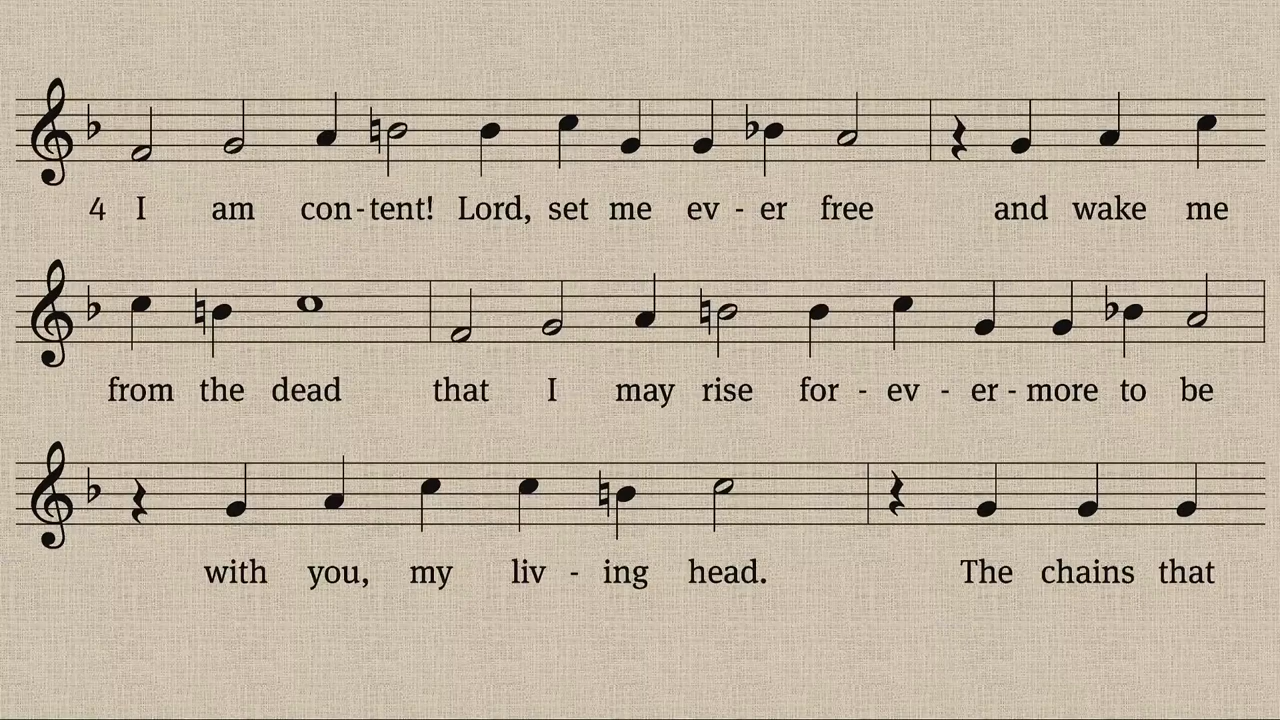 4 I am con-tent! Lord, set me ev - er free and wake me
from the dead that I may rise for - ev - er - more to be
with you, my liv - ing head. The chains that